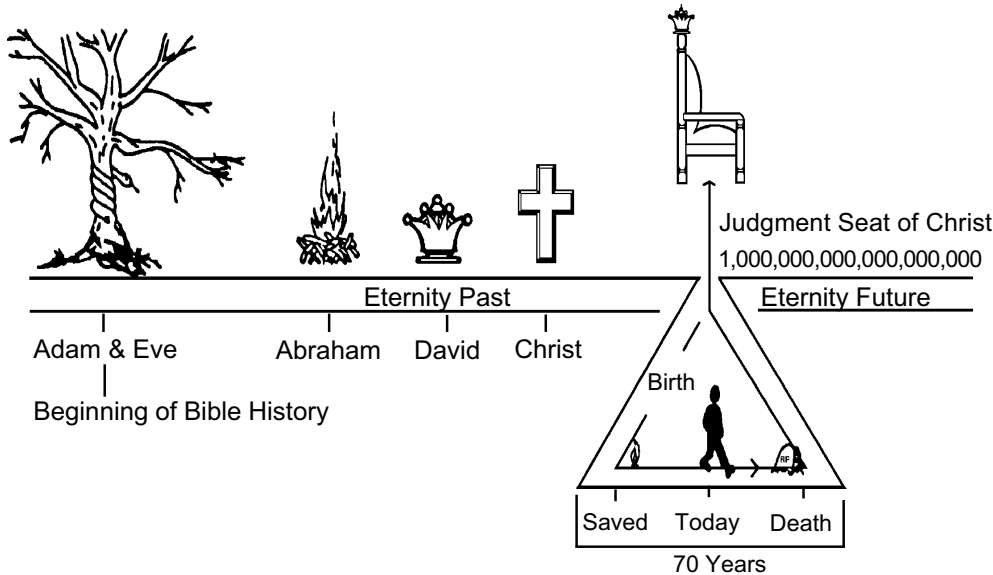 Judgment Seat of Christ
1,000,000,000,000,000,000
Eternity Past
Eternity Future
Adam & Eve
Abraham
David
Christ
Beginning of Bible History
Birth
RF
Saved
Today
Death
70 Years